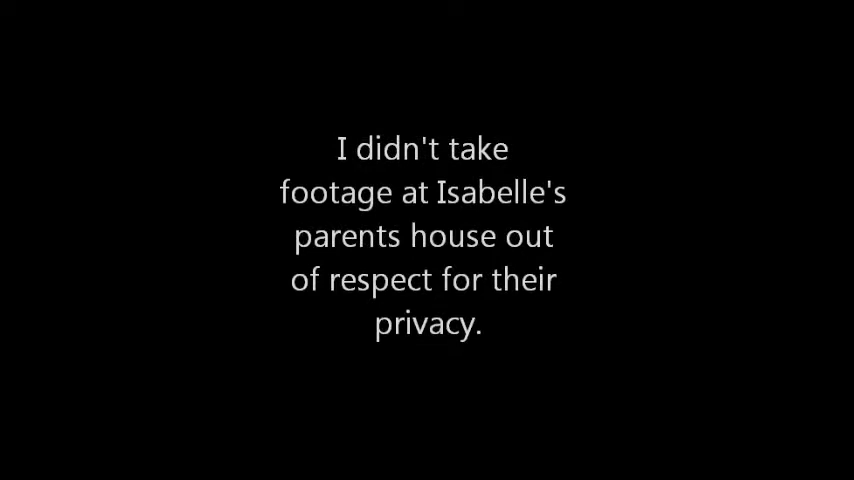 I didn't take
footage at Isabelle's
parents house out
of respect for their
privacy.